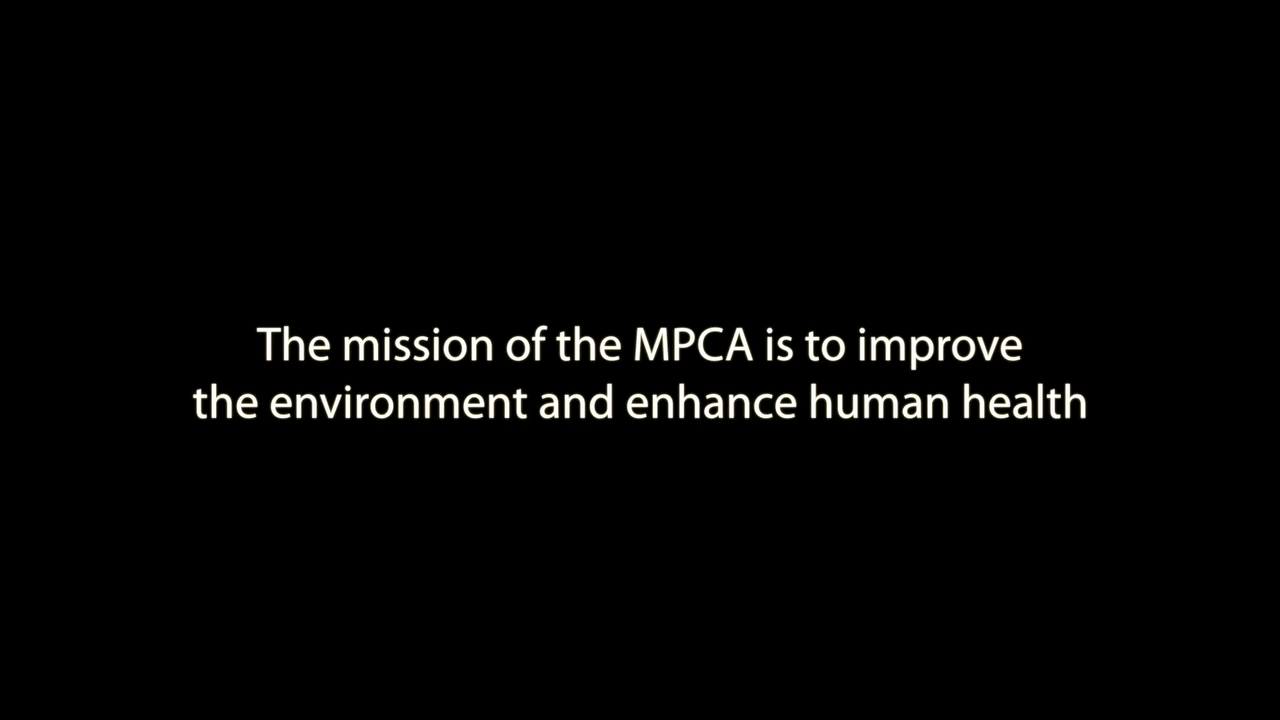 The mission of the MPCA is to improve
the environment and enhance human health